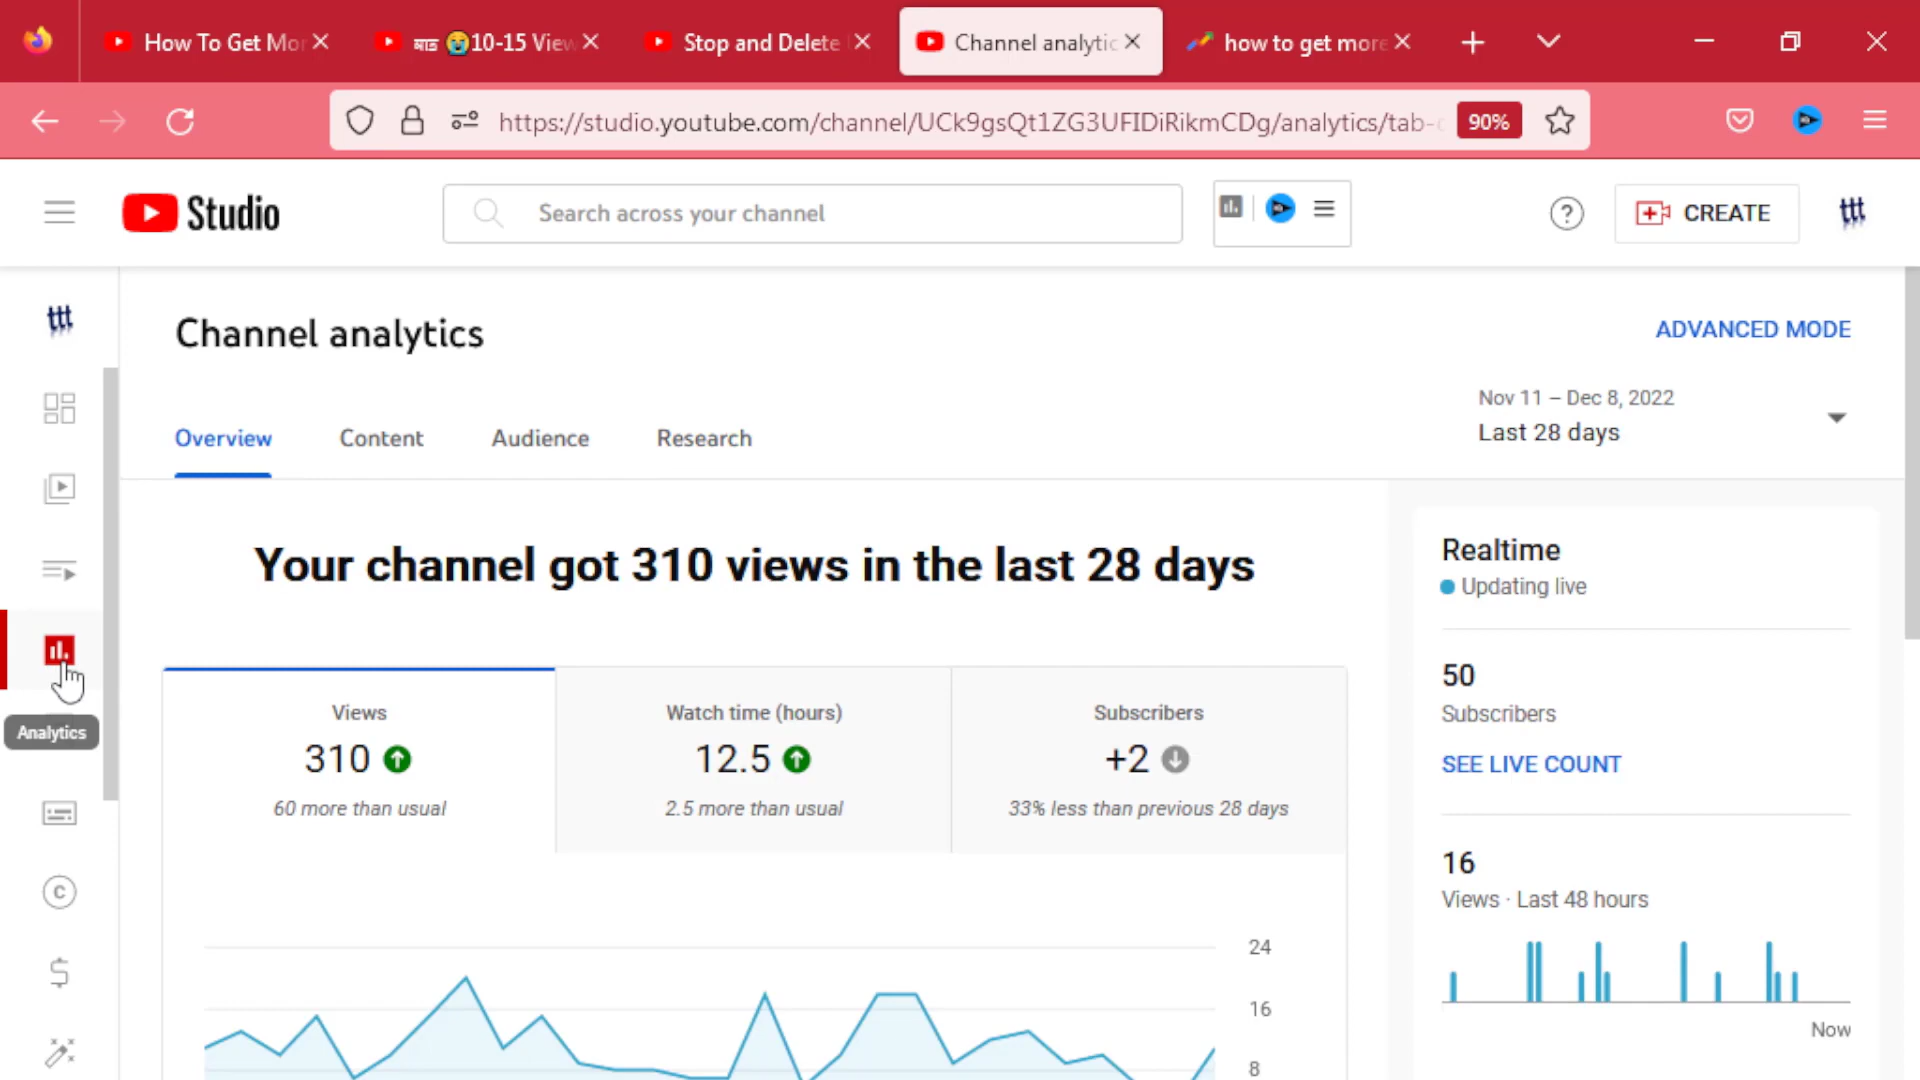 How To Get Mor
मात्र 😭10-15 View
Stop and Delete
Channel analytic
how to get more
https://studio.youtube.com/channel/UCk9gsQt1ZG3UFIDiRikmCDg/analytics/tab-
90%
Studio
Search across your channel
?
CREATE
ttt
ttt
Channel analytics
ADVANCED MODE
Nov 11 – Dec 8, 2022
Last 28 days
Overview
Content
Audience
Research
Your channel got 310 views in the last 28 days
Realtime
Updating live
50
Subscribers
SEE LIVE COUNT
Analytics
Views
310
60 more than usual
Watch time (hours)
12.5
2.5 more than usual
Subscribers
+2
33% less than previous 28 days
16
Views · Last 48 hours
Now
24
16
8